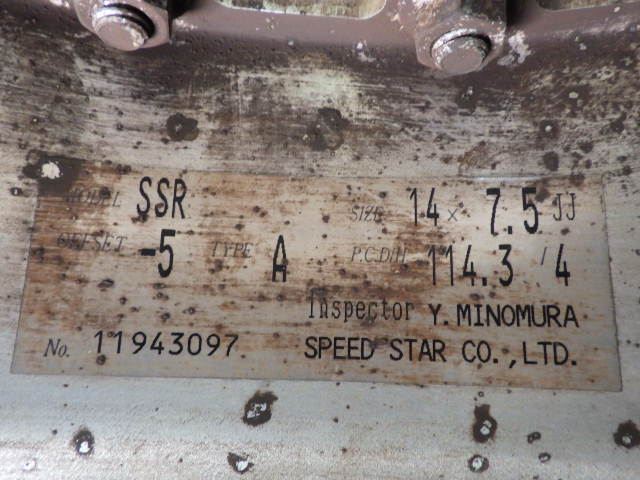 MODEL SSR SIZE 14 × 7.5 JJ
OFFSET -5 TYPE A P.C.D/H 114.3 / 4
Inspector Y. MINOMURA
No. 11943097 SPEED STAR CO.,LTD.